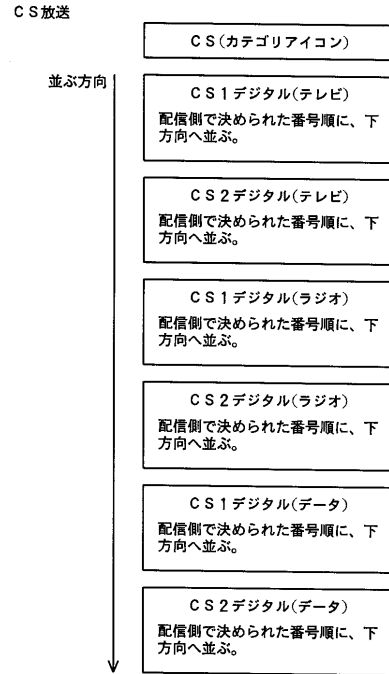 CS放送
CS(カテゴリアイコン)
並ぶ方向
CS1デジタル(テレビ)
配信側で決められた番号順に、下
方向へ並ぶ。
CS2デジタル(テレビ)
配信側で決められた番号順に、下
方向へ並ぶ。
CS1デジタル(ラジオ)
配信側で決められた番号順に、下
方向へ並ぶ。
CS2デジタル(ラジオ)
配信側で決められた番号順に、下
方向へ並ぶ。
CS1デジタル(データ)
配信側で決められた番号順に、下
方向へ並ぶ。
CS2デジタル(データ)
配信側で決められた番号順に、下
方向へ並ぶ。